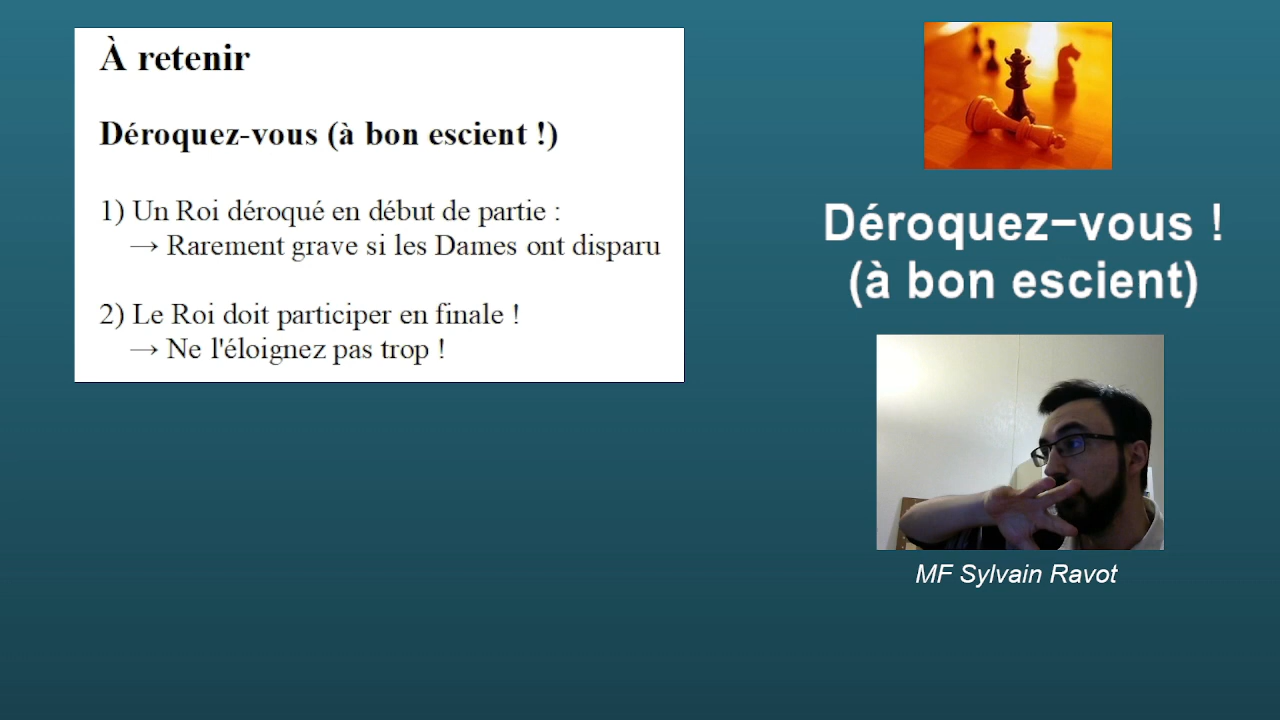 À retenir
Déroquez-vous (à bon escient !)
1) Un Roi déroqué en début de partie :
→ Rarement grave si les Dames ont disparu
2) Le Roi doit participer en finale !
→ Ne l'éloignez pas trop !
Déroquez-vous !
(à bon escient)
MF Sylvain Ravot